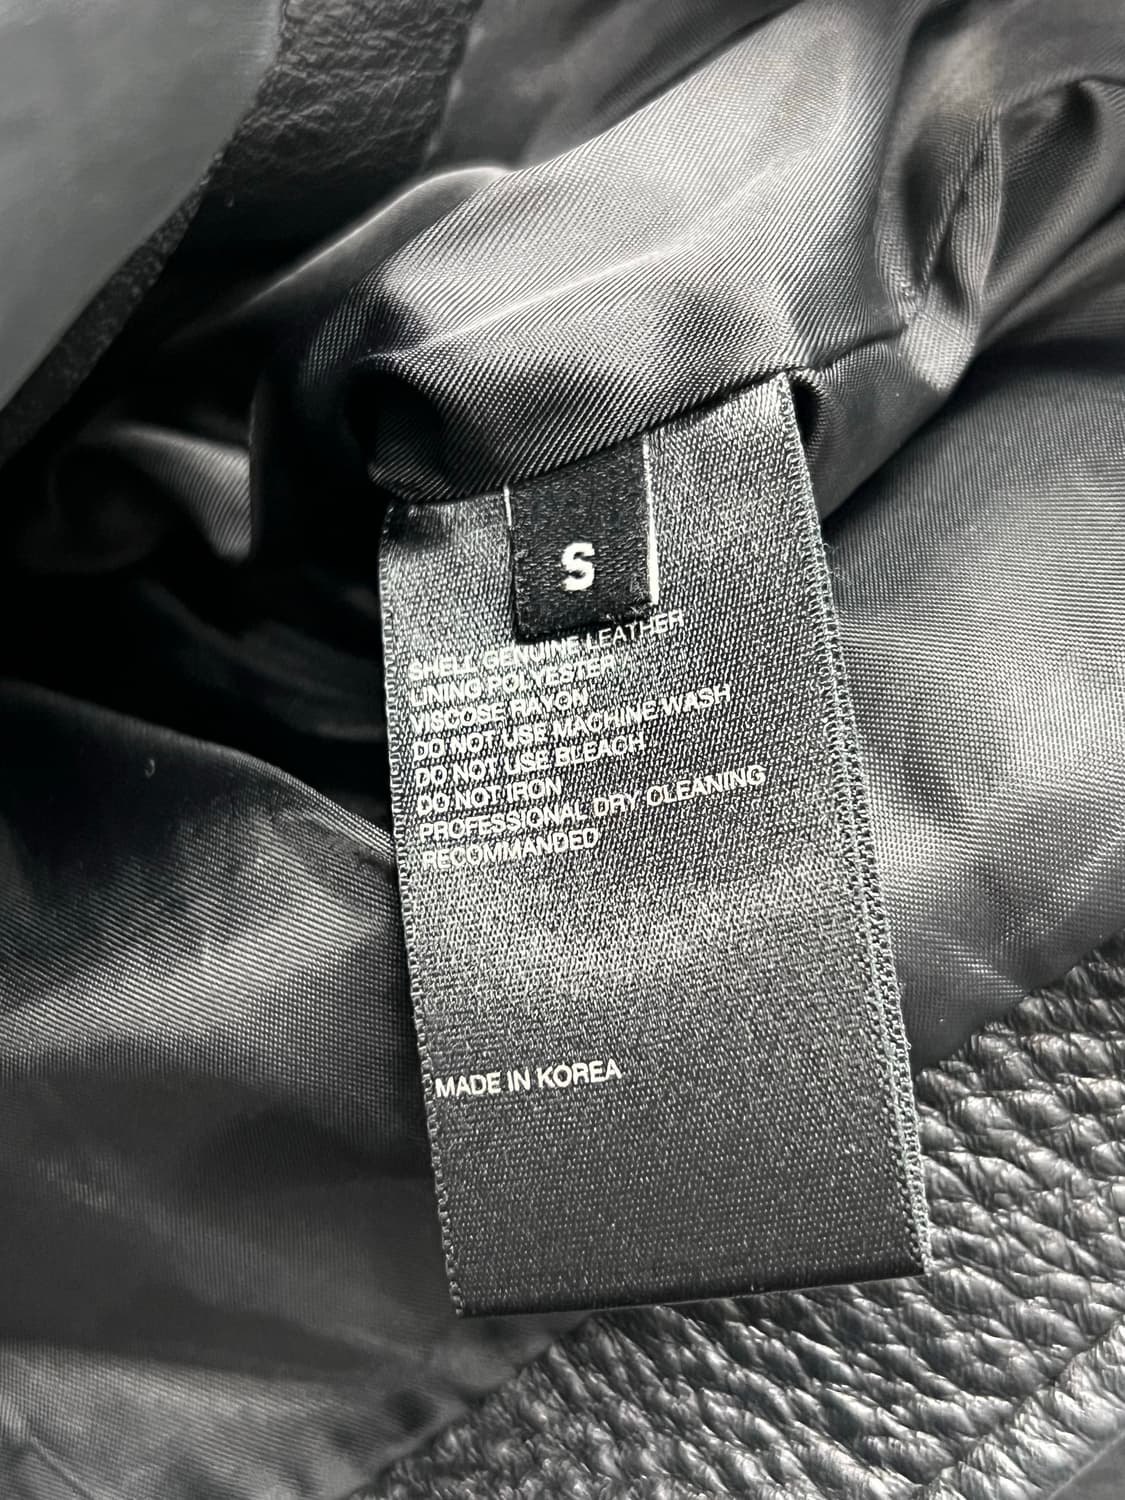 S
SHELL GENUINE LEATHER
LINING POLYESTER
VISCOSE RAYON
DO NOT USE MACHINE WASH
DO NOT USE BLEACH
DO NOT IRON
PROFESSIONAL DRY CLEANING
RECOMMANDED
MADE IN KOREA